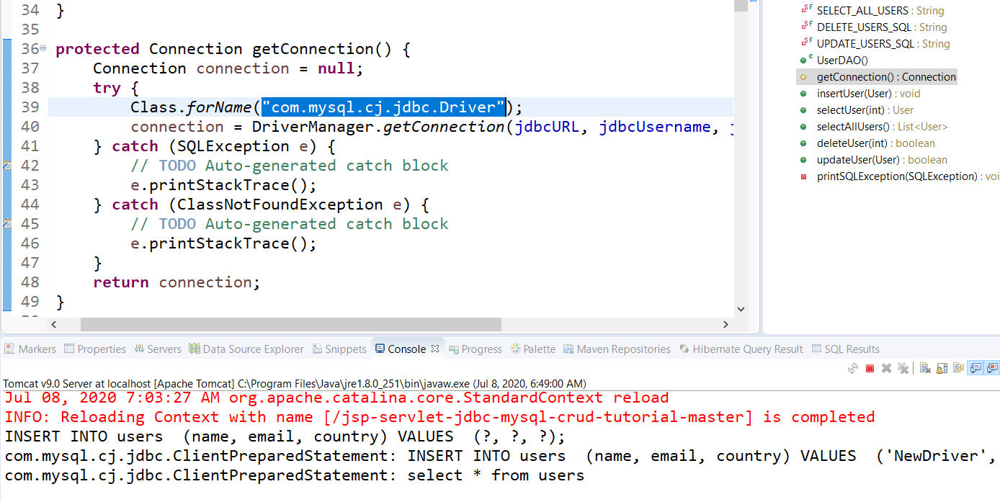 34 }
35
36 protected Connection getConnection() {
37 Connection connection = null;
38 try {
39 Class.forName("com.mysql.cj.jdbc.Driver");
40 connection = DriverManager.getConnection(jdbcURL, jdbcUsername, j
41 } catch (SQLException e) {
42 // TODO Auto-generated catch block
43 e.printStackTrace();
44 } catch (ClassNotFoundException e) {
45 // TODO Auto-generated catch block
46 e.printStackTrace();
47 }
48 return connection;
49 }
SELECT_ALL_USERS : String
DELETE_USERS_SQL : String
UPDATE_USERS_SQL : String
UserDAO()
getConnection() : Connection
insertUser(User) : void
selectUser(int) : User
selectAllUsers() : List<User>
deleteUser(int) : boolean
updateUser(User) : boolean
printSQLException(SQLException) : voi
Markers Properties Servers Data Source Explorer Snippets Console Progress Palette Maven Repositories Hibernate Query Result SQL Results
Tomcat v9.0 Server at localhost [Apache Tomcat] C:\Program Files\Java\jre1.8.0_251\bin\javaw.exe (Jul 8, 2020, 6:49:00 AM)
Jul 08, 2020 7:03:27 AM org.apache.catalina.core.StandardContext reload
INFO: Reloading Context with name [/jsp-servlet-jdbc-mysql-crud-tutorial-master] is completed
INSERT INTO users  (name, email, country) VALUES  (?, ?, ?);
com.mysql.cj.jdbc.ClientPreparedStatement: INSERT INTO users  (name, email, country) VALUES  ('NewDriver',
com.mysql.cj.jdbc.ClientPreparedStatement: select * from users